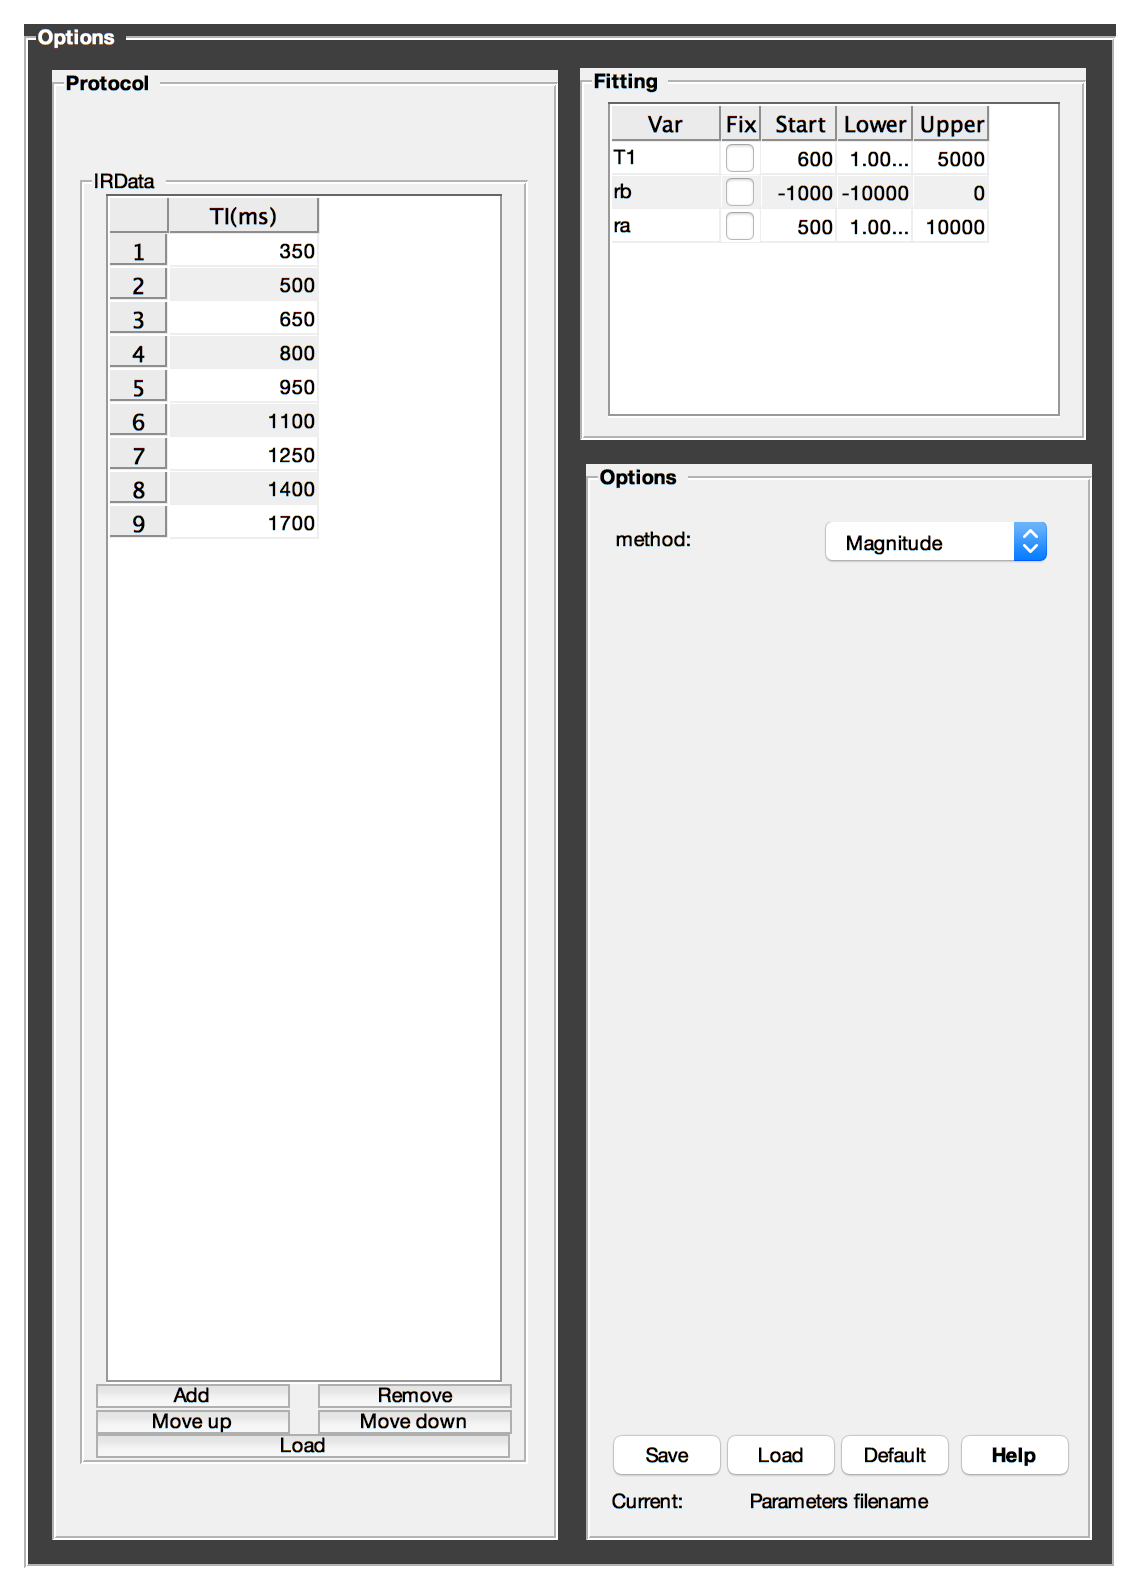 Options
Protocol
IRData
TI(ms)
1 350
2 500
3 650
4 800
5 950
6 1100
7 1250
8 1400
9 1700
Add Remove
Move up Move down
Load
Fitting
Var Fix Start Lower Upper
T1 600 1.00... 5000
rb -1000 -10000 0
ra 500 1.00... 10000
Options
method: Magnitude
Save Load Default Help
Current: Parameters filename